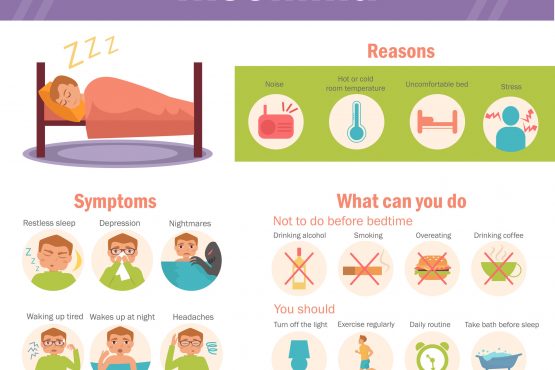 Insomnia
Reasons
Noise
Hot or cold
room temperature
Uncomfortable bed
Stress
Symptoms
Restless sleep
Depression
Nightmares
Waking up tired
Wakes up at night
Headaches
What can you do
Not to do before bedtime
Drinking alcohol
Smoking
Overeating
Drinking coffee
You should
Turn off the light
Exercise regularly
Daily routine
Take bath before sleep